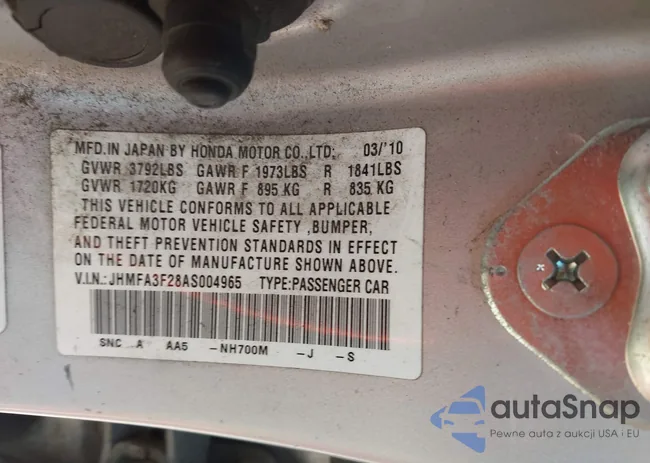 MFD.IN JAPAN BY HONDA MOTOR CO.,LTD. 03/'10
GVWR 3792LBS GAWR F 1973LBS R 1841LBS
GVWR 1720KG GAWR F 895 KG R 835 KG
THIS VEHICLE CONFORMS TO ALL APPLICABLE
FEDERAL MOTOR VEHICLE SAFETY ,BUMPER,
AND THEFT PREVENTION STANDARDS IN EFFECT
ON THE DATE OF MANUFACTURE SHOWN ABOVE.
V.I.N.: JHMFA3F28AS004965 TYPE:PASSENGER CAR
SNC A AA5 -NH700M -J -S
autaSnap
Pewne auta z aukcji USA i EU